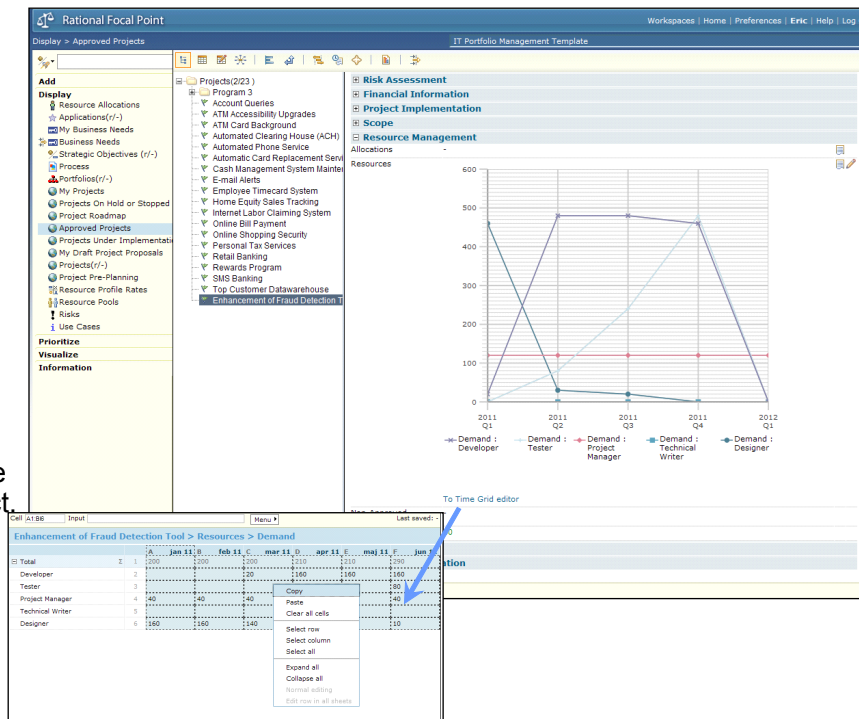 Rational Focal Point
Workspaces | Home | Preferences | Eric | Help | Log
Display > Approved Projects
IT Portfolio Management Template
Add
Display
Resource Allocations
Applications(r/-)
My Business Needs
Business Needs
Strategic Objectives (r/-)
Process
Portfolios(r/-)
My Projects
Projects On Hold or Stopped
Project Roadmap
Approved Projects
Projects Under Implementati
My Draft Project Proposals
Projects(r/-)
Project Pre-Planning
Resource Profile Rates
Resource Pools
Risks
Use Cases
Prioritize
Visualize
Information
Projects(2/23 )
Program 3
Account Queries
ATM Accessibility Upgrades
ATM Card Background
Automated Clearing House (ACH)
Automated Phone Service
Automatic Card Replacement Servi
Cash Management System Mainter
E-mail Alerts
Employee Timecard System
Home Equity Sales Tracking
Internet Labor Claiming System
Online Bill Payment
Online Shopping Security
Personal Tax Services
Retail Banking
Rewards Program
SMS Banking
Top Customer Datawarehouse
Enhancement of Fraud Detection T
Risk Assessment
Financial Information
Project Implementation
Scope
Resource Management
Allocations -
Resources
600
500
400
300
200
100
0
2011 2011 2011 2011 2012
Q1 Q2 Q3 Q4 Q1
Demand : Demand : Demand : Demand : Demand :
Developer Tester Project Technical Designer
Manager Writer
To Time Grid editor
0
ation
e
ct.
Cell A1:BI6 Input Menu Last saved: -
Enhancement of Fraud Detection Tool > Resources > Demand
A jan 11 B feb 11 C mar 11 D apr 11 E maj 11 F jun 1
Total Σ 1 200 200 200 210 210 290
Developer 2 20 160 160 160
Tester 3 80
Project Manager 4 40 40 40 40
Technical Writer 5
Designer 6 160 160 140 10
Copy
Paste
Clear all cells
Select row
Select column
Select all
Expand all
Collapse all
Normal editing
Edit row in all sheets